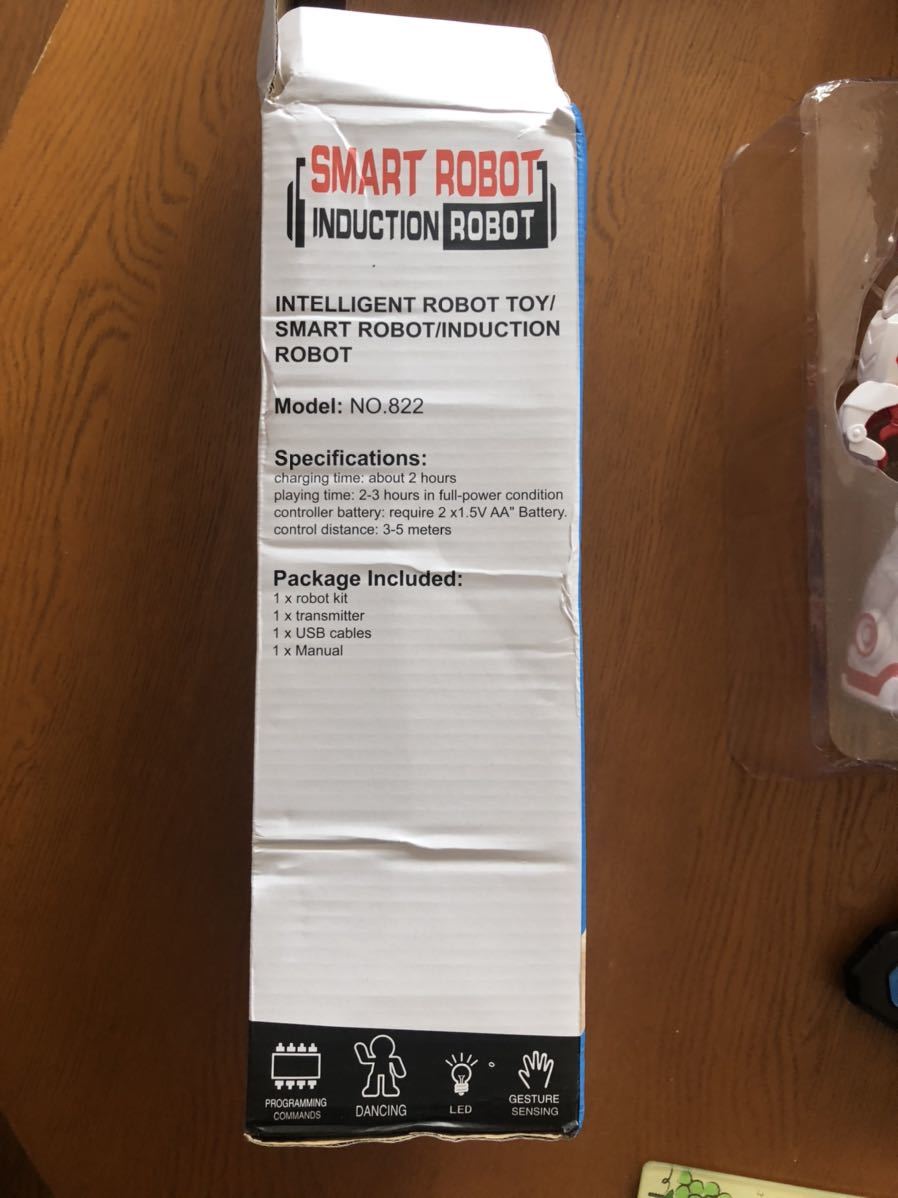 SMART ROBOT
INDUCTION ROBOT
INTELLIGENT ROBOT TOY/
SMART ROBOT/INDUCTION
ROBOT
Model: NO.822
Specifications:
charging time: about 2 hours
playing time: 2-3 hours in full-power condition
controller battery: require 2 x1.5V AA" Battery.
control distance: 3-5 meters
Package Included:
1 x robot kit
1 x transmitter
1 x USB cables
1 x Manual
PROGRAMMING
COMMANDS
DANCING
LED
GESTURE
SENSING